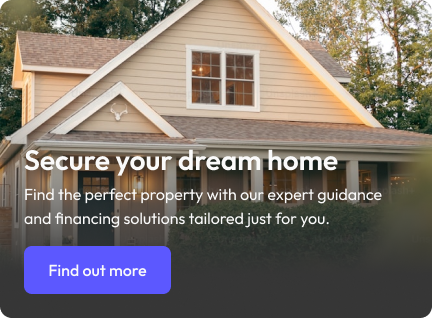 Secure your dream home
Find the perfect property with our expert guidance
and financing solutions tailored just for you.
Find out more